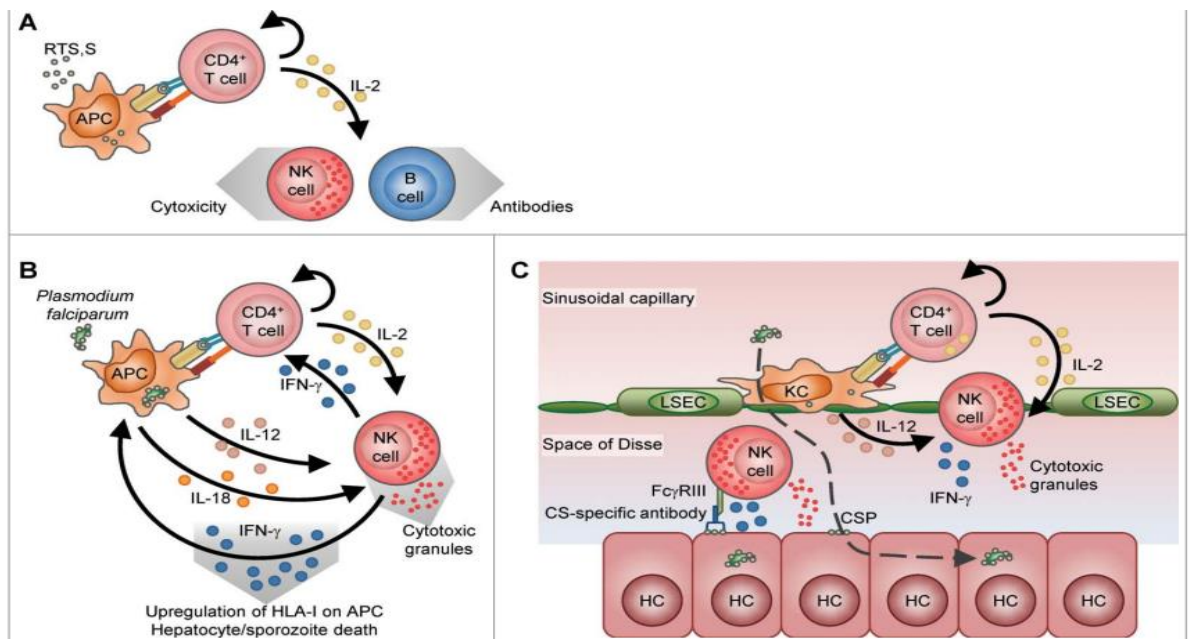 A
RTS,S
CD4+
T cell
IL-2
APC
NK
cell
B
cell
Cytoxicity
Antibodies
B
Plasmodium
falciparum
CD4+
T cell
IL-2
APC
IFN-γ
IL-12
NK
cell
IL-18
IFN-γ
Cytotoxic
granules
Upregulation of HLA-I on APC
Hepatocyte/sporozoite death
C
Sinusoidal capillary
CD4+
T cell
IL-2
KC
LSEC
NK
cell
LSEC
Space of Disse
IL-12
NK
cell
Cytotoxic
granules
IFN-γ
FcγRIII
CS-specific antibody
CSP
HC
HC
HC
HC
HC
HC